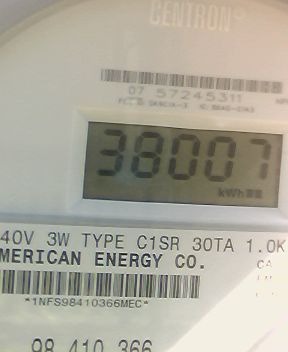 CENTRON®
07 57245311
38007
kWh
40V 3W TYPE C1SR 30TA 1.0K
MERICAN ENERGY CO.
CA
*1NFS98410366MEC*
98 410 366